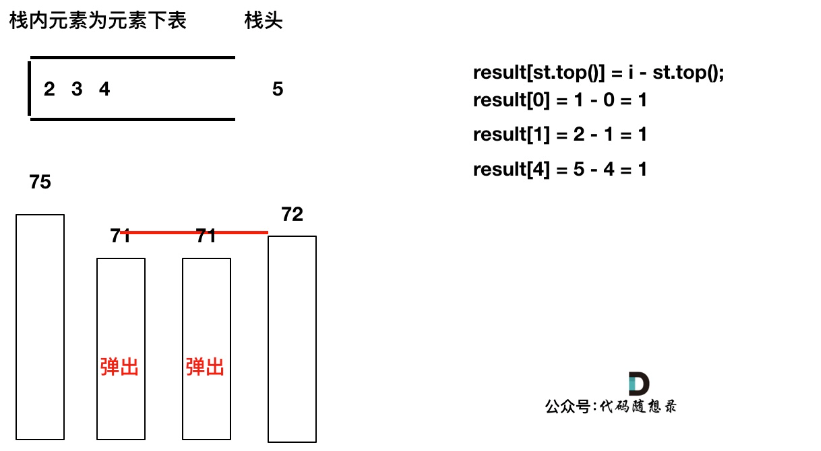 栈内元素为元素下表
栈头
2 3 4
5
result[st.top()] = i - st.top();
result[0] = 1 - 0 = 1
result[1] = 2 - 1 = 1
result[4] = 5 - 4 = 1
75
71
71
72
弹出
弹出
公众号:代码随想录